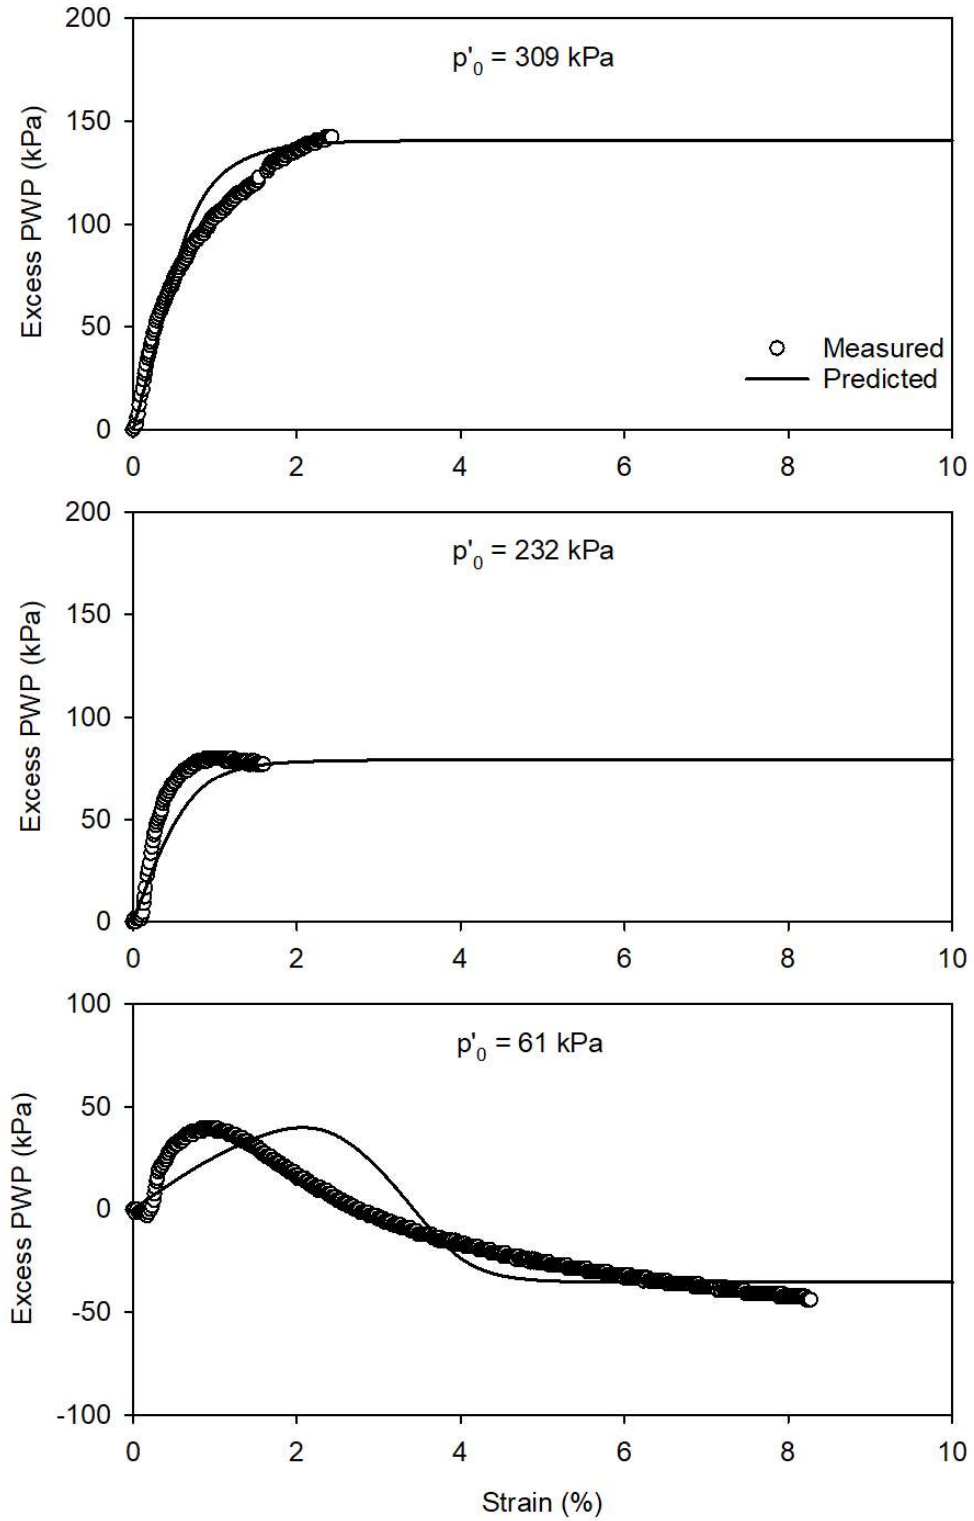 200
p'0 = 309 kPa
150
Excess PWP (kPa)
100
50
Measured
Predicted
0
0 2 4 6 8 10
200
p'0 = 232 kPa
150
Excess PWP (kPa)
100
50
0
0 2 4 6 8 10
100
p'0 = 61 kPa
50
Excess PWP (kPa)
0
-50
-100
0 2 4 6 8 10
Strain (%)